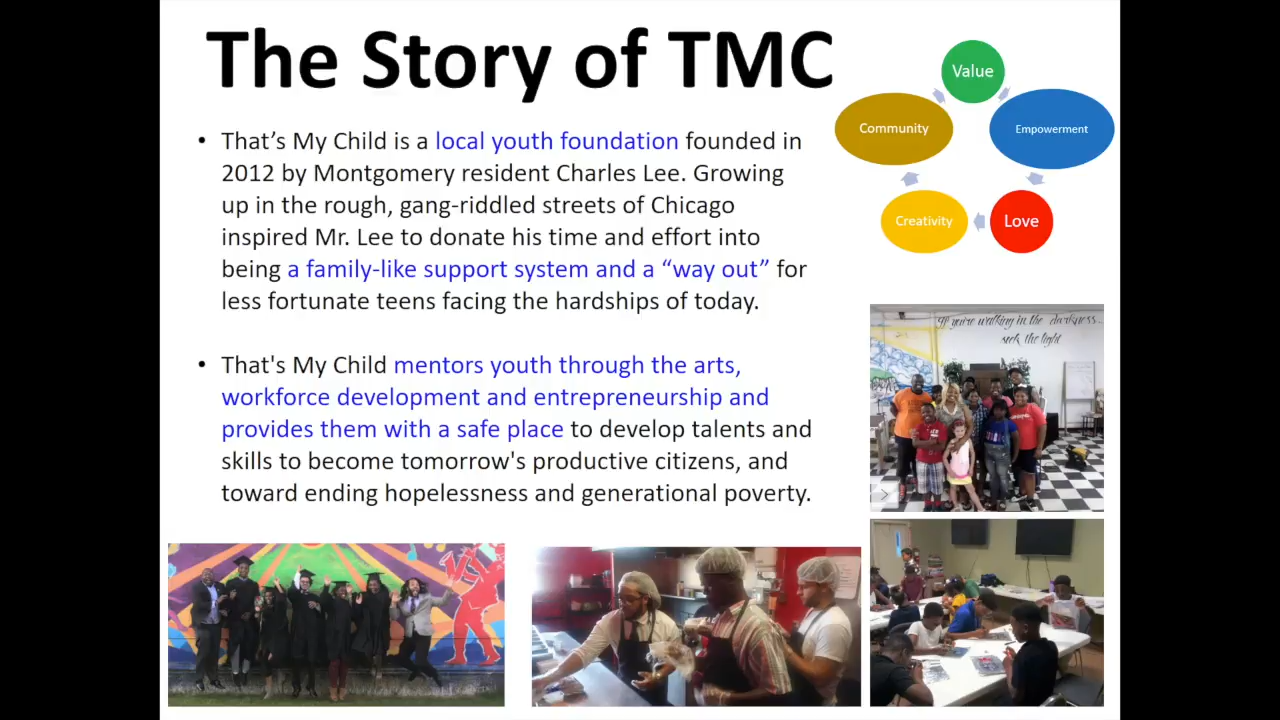 The Story of TMC
Value
Community
Empowerment
Creativity
Love
• That’s My Child is a local youth foundation founded in
2012 by Montgomery resident Charles Lee. Growing
up in the rough, gang-riddled streets of Chicago
inspired Mr. Lee to donate his time and effort into
being a family-like support system and a “way out” for
less fortunate teens facing the hardships of today.
• That's My Child mentors youth through the arts,
workforce development and entrepreneurship and
provides them with a safe place to develop talents and
skills to become tomorrow's productive citizens, and
toward ending hopelessness and generational poverty.
If you're walking in the darkness...
seek the light